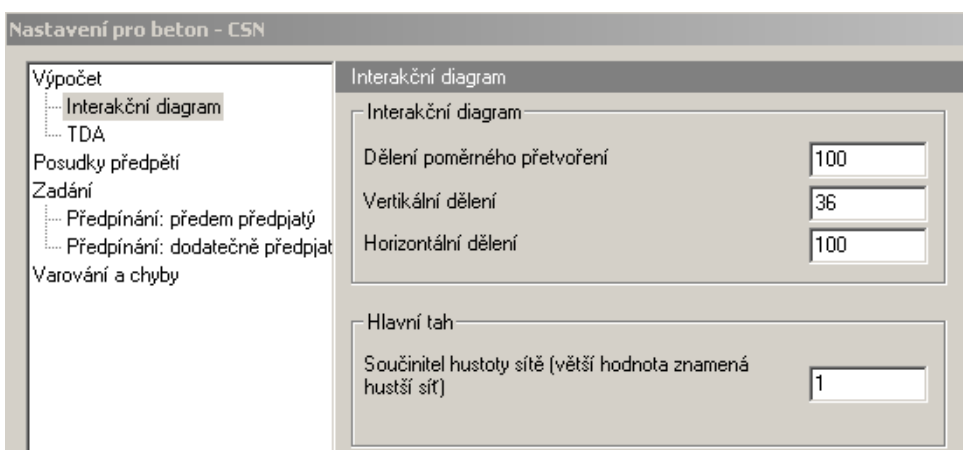 Nastavení pro beton - CSN
Výpočet
Interakční diagram
TDA
Posudky předpětí
Zadání
Předpínání: předem předpjatý
Předpínání: dodatečně předpjat
Varování a chyby
Interakční diagram
Interakční diagram
Dělení poměrného přetvoření 100
Vertikální dělení 36
Horizontální dělení 100
Hlavní tah
Součinitel hustoty sítě (větší hodnota znamená
hustší síť) 1